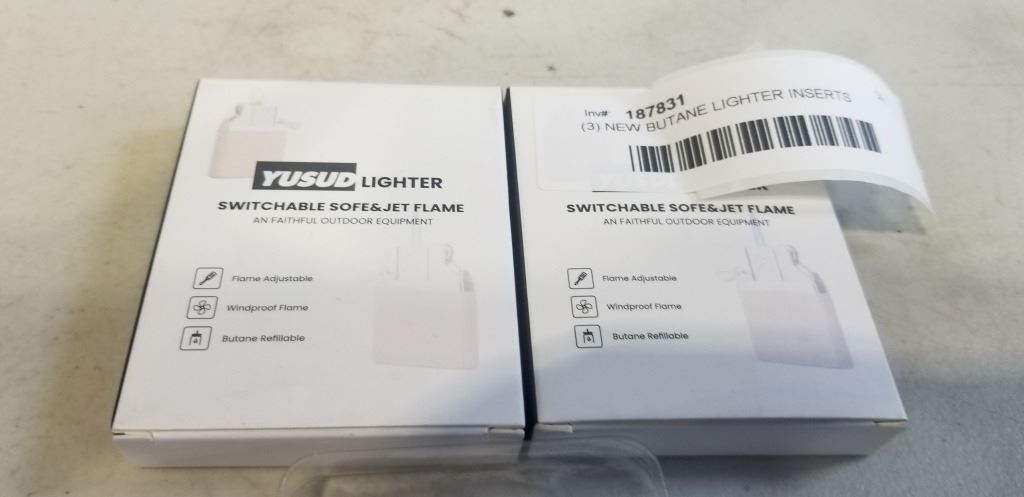 YUSUD LIGHTER
SWITCHABLE SOFE&JET FLAME
AN FAITHFUL OUTDOOR EQUIPMENT
Flame Adjustable
Windproof Flame
Butane Refillable
Inv#: 187831
(3) NEW BUTANE LIGHTER INSERTS
SWITCHABLE SOFE&JET FLAME
AN FAITHFUL OUTDOOR EQUIPMENT
Flame Adjustable
Windproof Flame
Butane Refillable